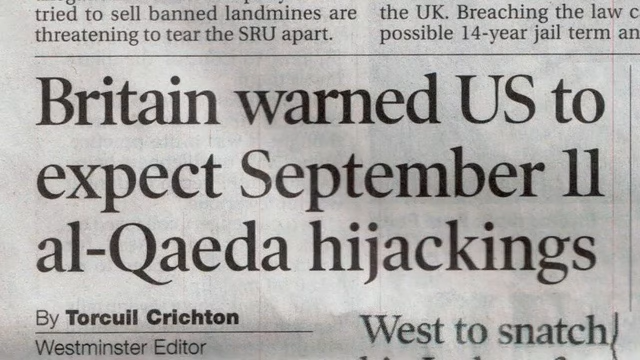 tried to sell banned landmines are
threatening to tear the SRU apart.
the UK. Breaching the law c
possible 14-year jail term an
Britain warned US to
expect September 11
al-Qaeda hijackings
By Torcuil Crichton
Westminster Editor
West to snatch